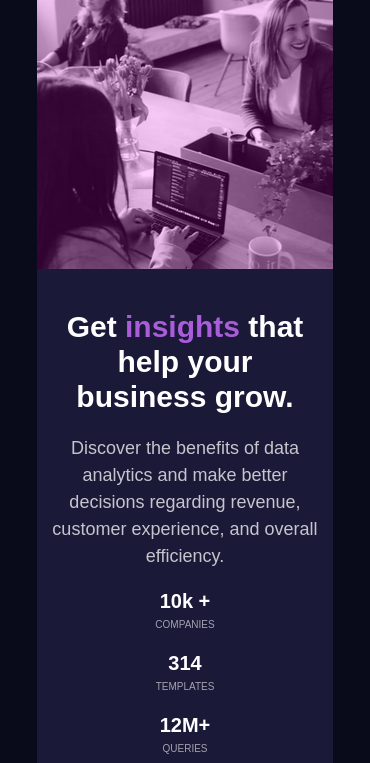 Get insights that
help your
business grow.
Discover the benefits of data
analytics and make better
decisions regarding revenue,
customer experience, and overall
efficiency.
10k +
COMPANIES
314
TEMPLATES
12M+
QUERIES